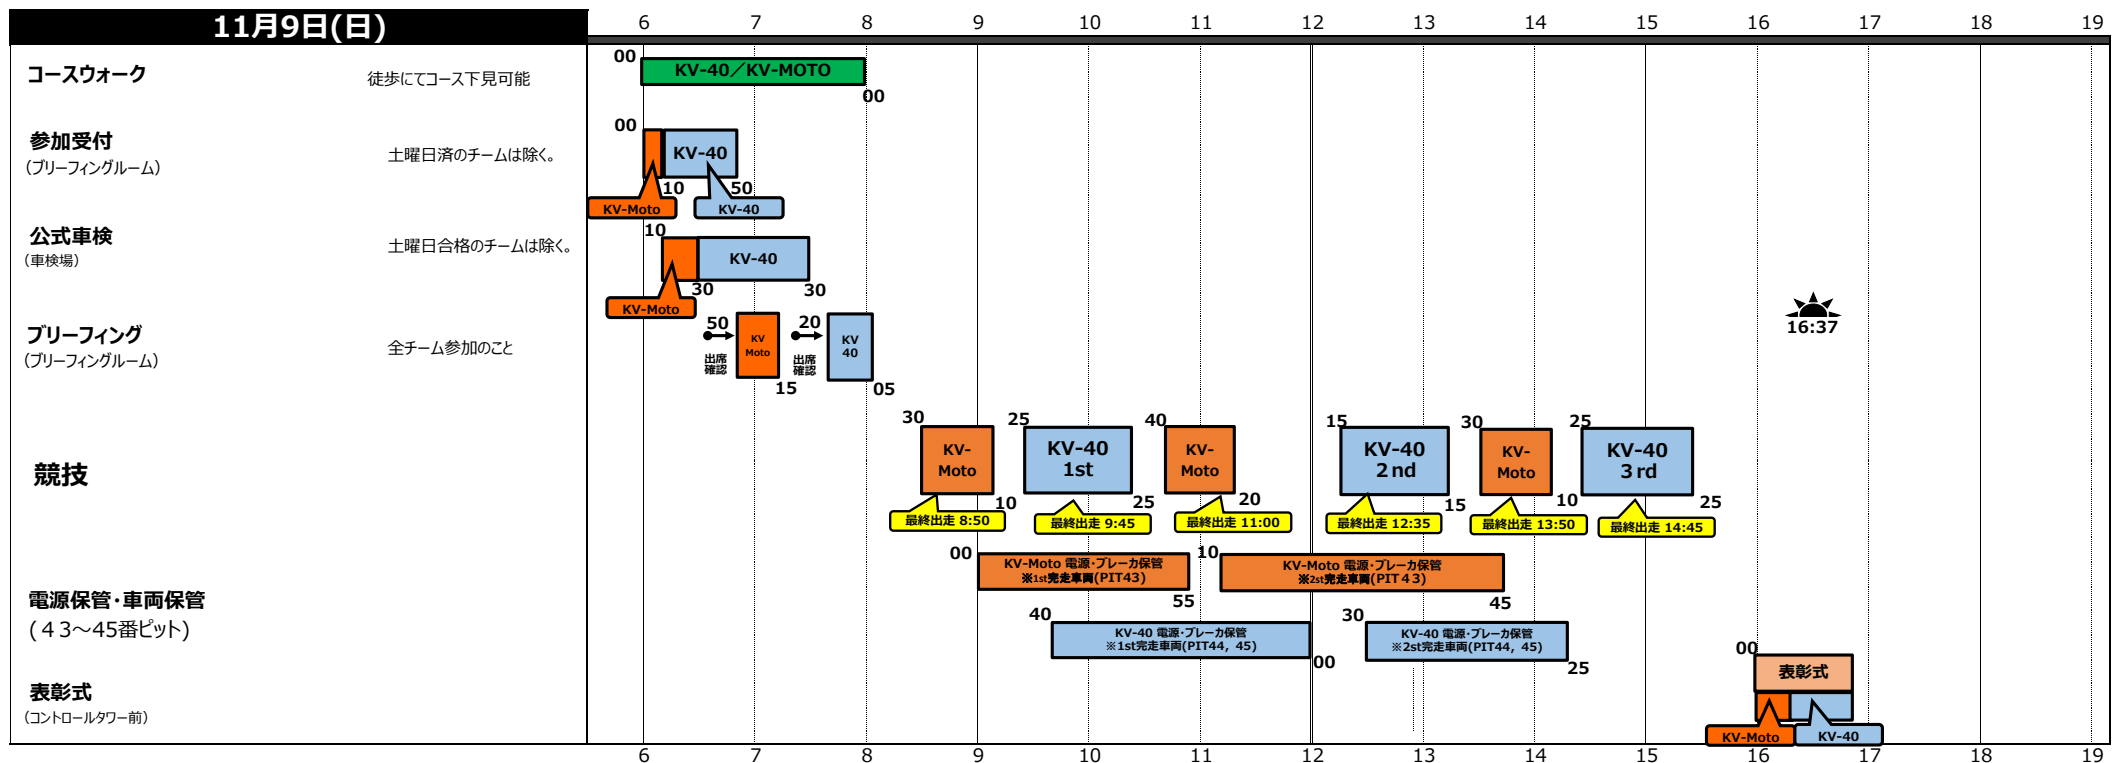 11月9日(日)
6 7 8 9 10 11 12 13 14 15 16 17 18 19
コースウォーク
徒歩にてコース下見可能
00
KV-40／KV-MOTO
00
参加受付
(ブリーフィングルーム)
土曜日済のチームは除く。
00
KV-40
10
50
KV-Moto
KV-40
公式車検
(車検場)
土曜日合格のチームは除く。
10
KV-40
30
30
KV-Moto
ブリーフィング
(ブリーフィングルーム)
全チーム参加のこと
50
出席
確認
KV
Moto
15
20
出席
確認
KV
40
05
16:37
競技
30
KV-
Moto
10
最終出走 8:50
25
KV-40
1st
25
最終出走 9:45
40
KV-
Moto
20
最終出走 11:00
15
KV-40
２nd
15
最終出走 12:35
30
KV-
Moto
10
最終出走 13:50
25
KV-40
３rd
25
最終出走 14:45
電源保管・車両保管
(４３～45番ピット)
00
KV-Moto 電源・ブレーカ保管
※1st完走車両(PIT43)
55
10
KV-Moto 電源・ブレーカ保管
※2st完走車両(PIT４３)
45
40
KV-40 電源・ブレーカ保管
※1st完走車両(PIT44，45)
00
30
KV-40 電源・ブレーカ保管
※2st完走車両(PIT44，45)
25
表彰式
(コントロールタワー前)
00
表彰式
KV-Moto
KV-40
6 7 8 9 10 11 12 13 14 15 16 17 18 19